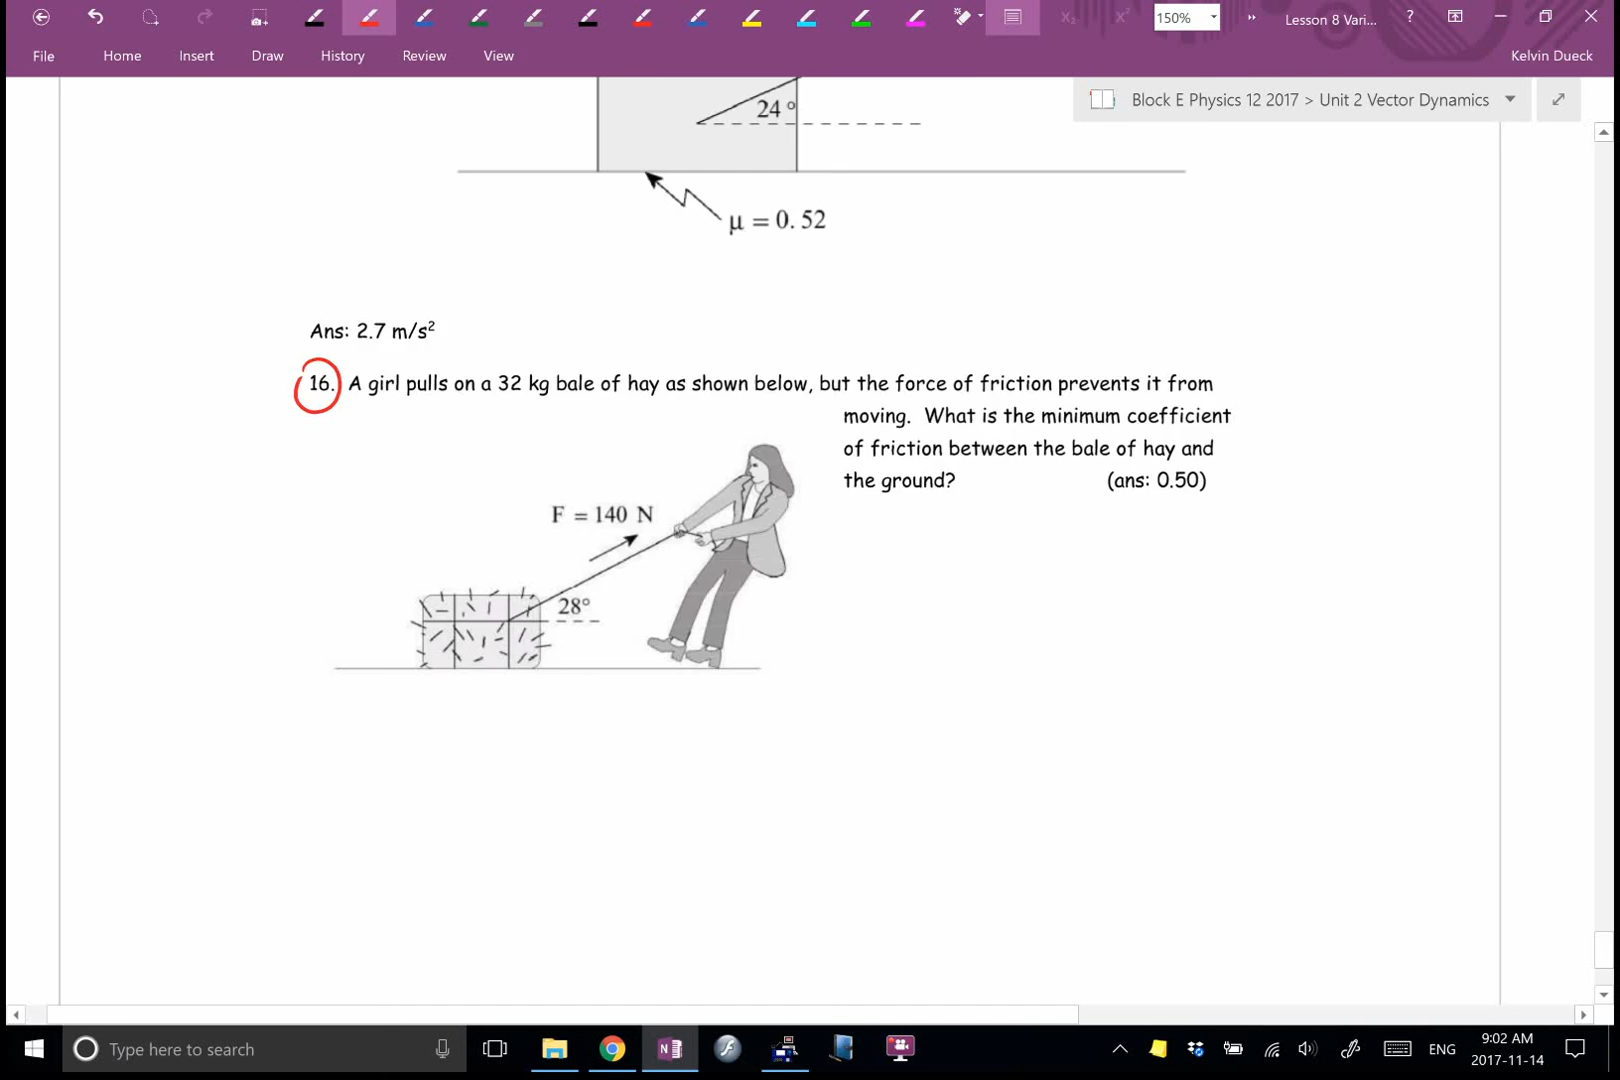 150%
Lesson 8 Vari...
?
File
Home
Insert
Draw
History
Review
View
Kelvin Dueck
Block E Physics 12 2017 > Unit 2 Vector Dynamics
24°
μ = 0.52
Ans: 2.7 m/s²
16. A girl pulls on a 32 kg bale of hay as shown below, but the force of friction prevents it from
moving. What is the minimum coefficient
of friction between the bale of hay and
the ground? (ans: 0.50)
F = 140 N
28°
Type here to search
ENG
9:02 AM
2017-11-14